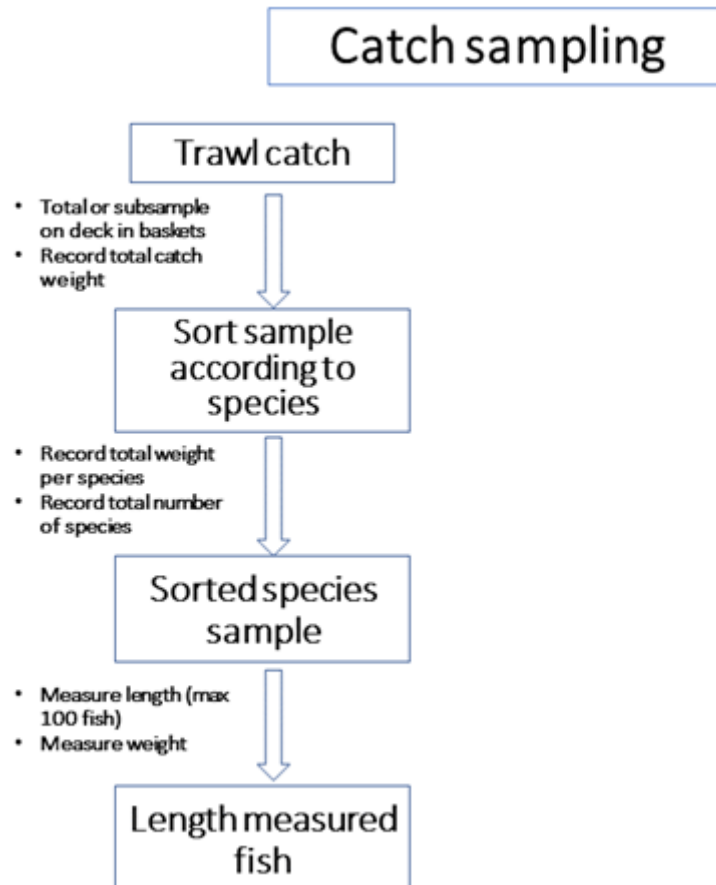 Catch sampling
Trawl catch
• Total or subsample
on deck in baskets
• Record total catch
weight
Sort sample
according to
species
• Record total weight
per species
• Record total number
of species
Sorted species
sample
• Measure length (max
100 fish)
• Measure weight
Length measured
fish